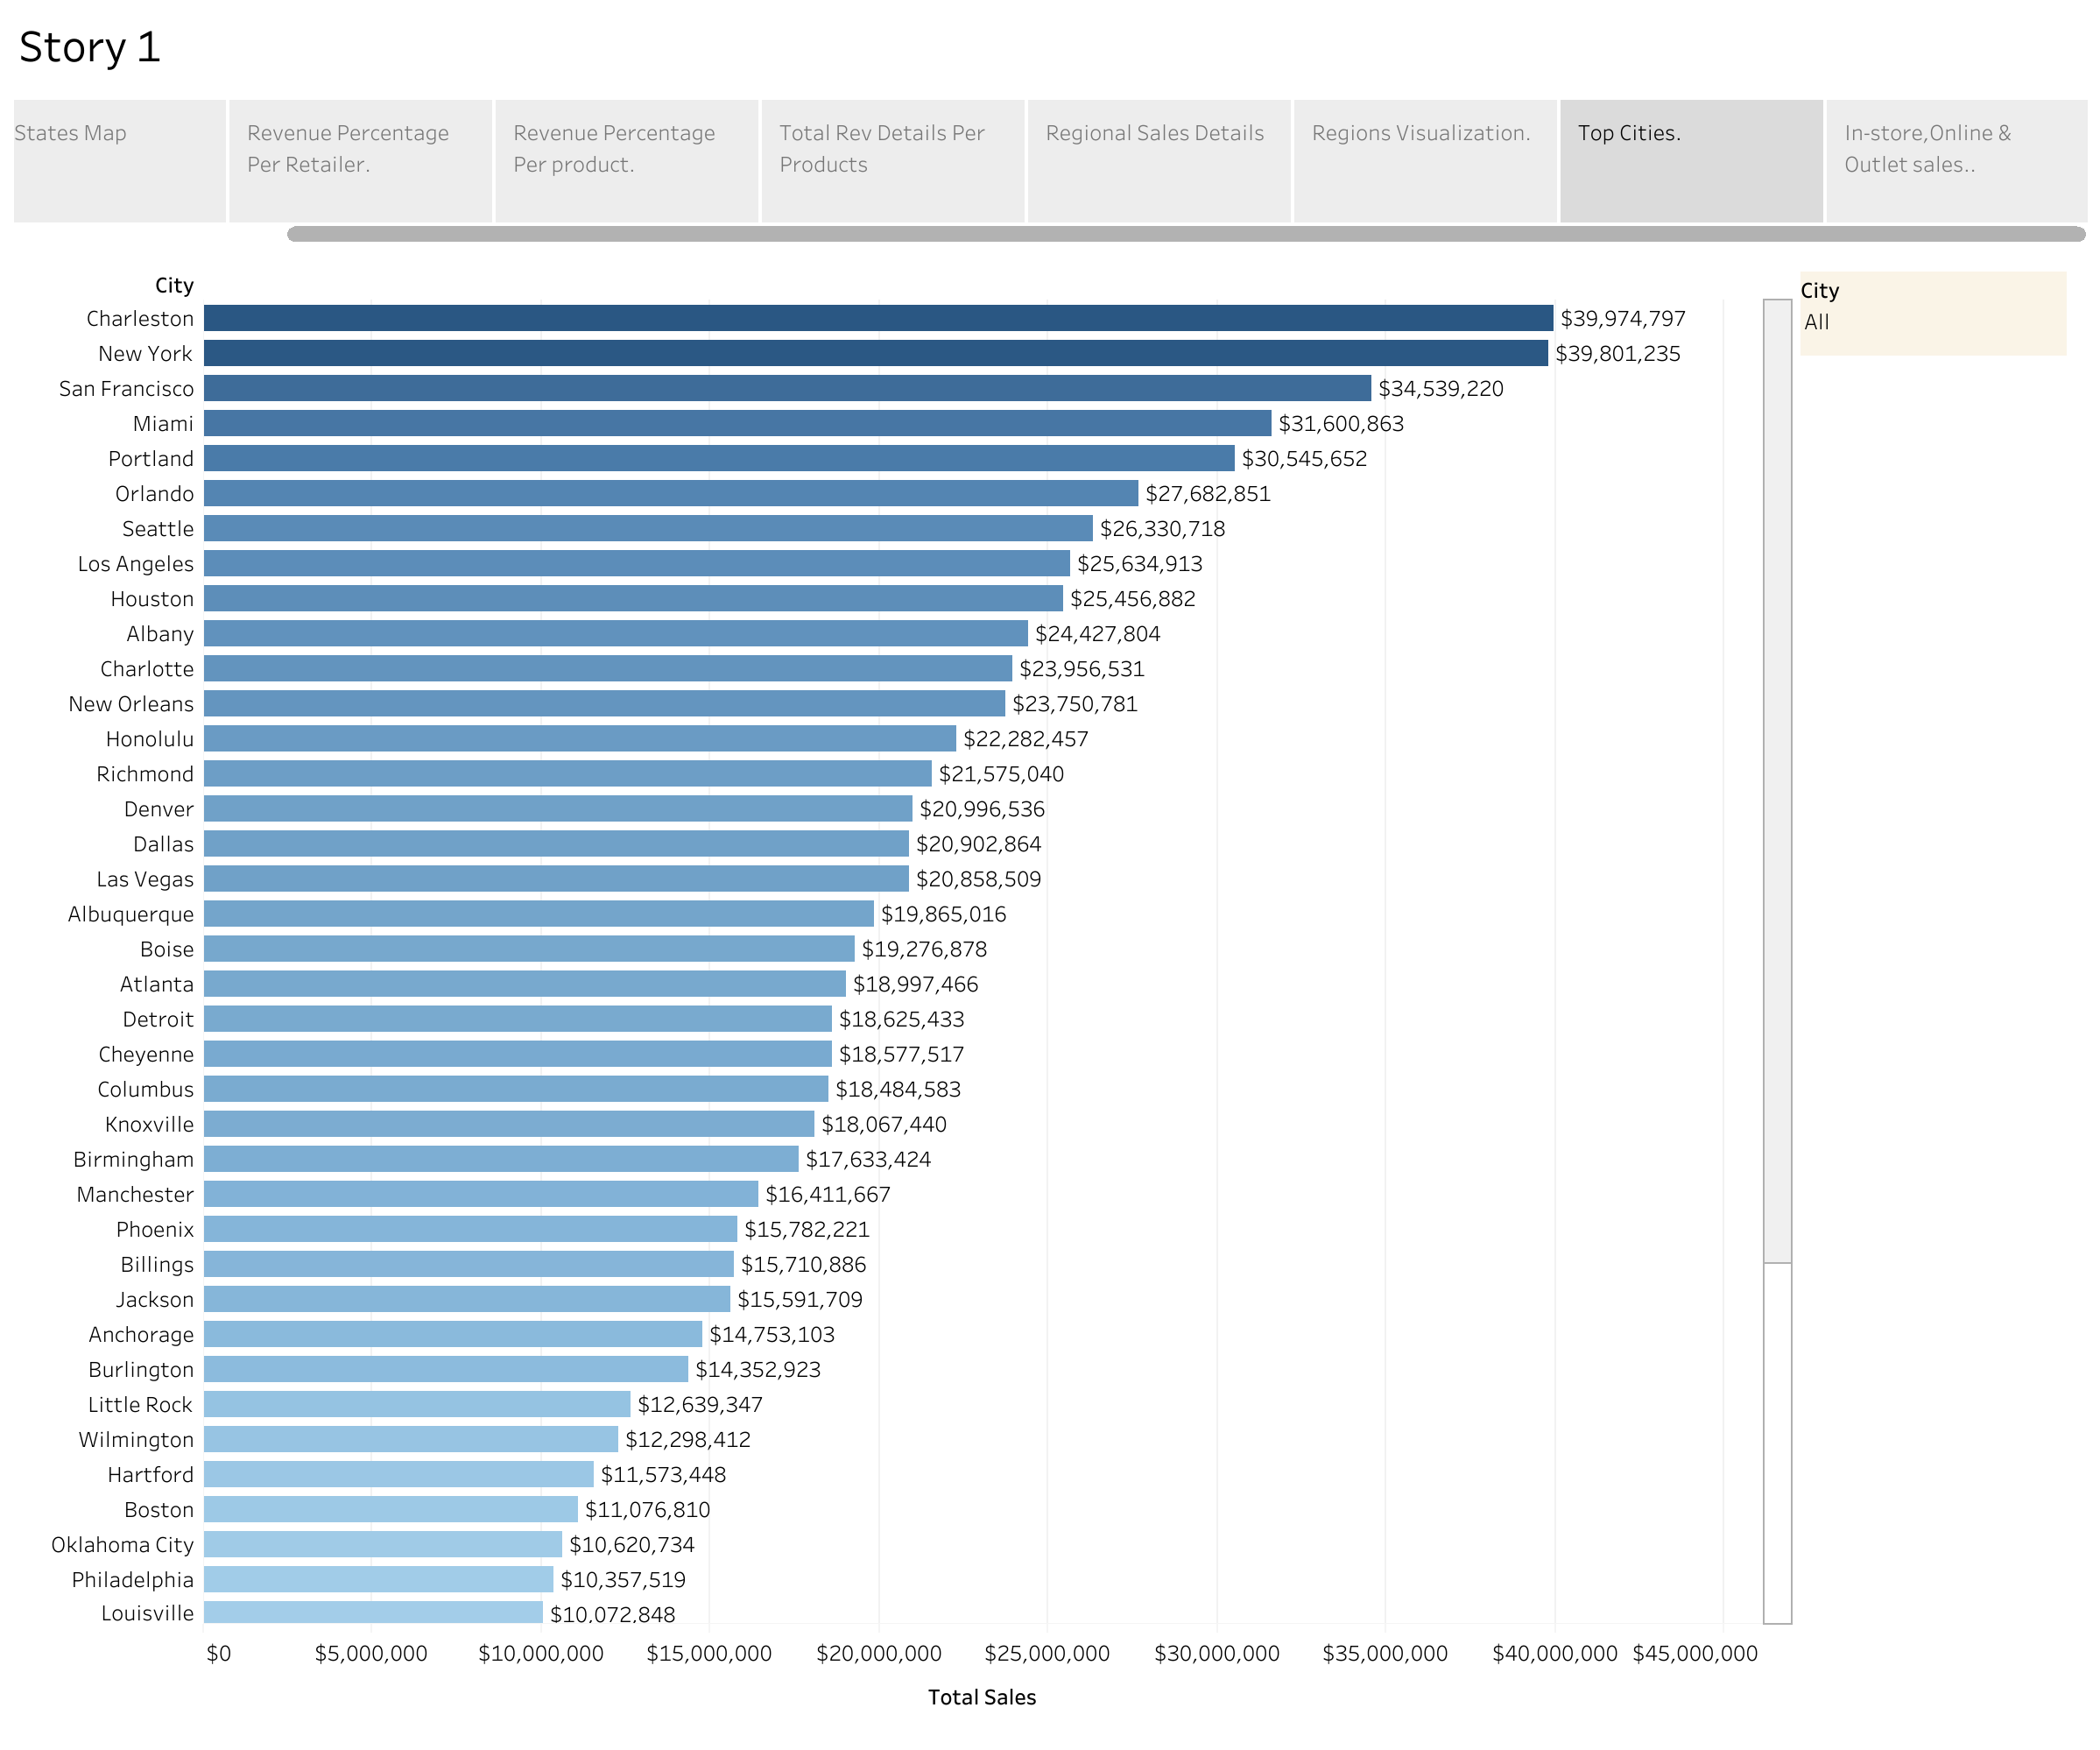 Story 1
States Map
Revenue Percentage
Per Retailer.
Revenue Percentage
Per product.
Total Rev Details Per
Products
Regional Sales Details
Regions Visualization.
Top Cities.
In-store,Online &
Outlet sales..
City
Charleston $39,974,797
New York $39,801,235
San Francisco $34,539,220
Miami $31,600,863
Portland $30,545,652
Orlando $27,682,851
Seattle $26,330,718
Los Angeles $25,634,913
Houston $25,456,882
Albany $24,427,804
Charlotte $23,956,531
New Orleans $23,750,781
Honolulu $22,282,457
Richmond $21,575,040
Denver $20,996,536
Dallas $20,902,864
Las Vegas $20,858,509
Albuquerque $19,865,016
Boise $19,276,878
Atlanta $18,997,466
Detroit $18,625,433
Cheyenne $18,577,517
Columbus $18,484,583
Knoxville $18,067,440
Birmingham $17,633,424
Manchester $16,411,667
Phoenix $15,782,221
Billings $15,710,886
Jackson $15,591,709
Anchorage $14,753,103
Burlington $14,352,923
Little Rock $12,639,347
Wilmington $12,298,412
Hartford $11,573,448
Boston $11,076,810
Oklahoma City $10,620,734
Philadelphia $10,357,519
Louisville $10,072,848
$0 $5,000,000 $10,000,000 $15,000,000 $20,000,000 $25,000,000 $30,000,000 $35,000,000 $40,000,000 $45,000,000
Total Sales
City
All